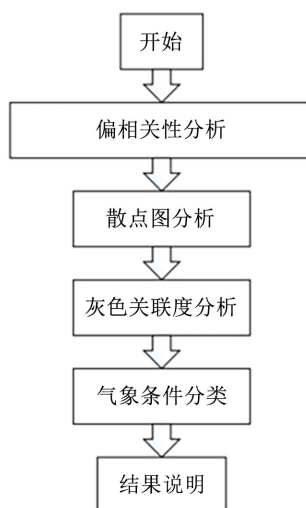 开始
偏相关性分析
散点图分析
灰色关联度分析
气象条件分类
结果说明